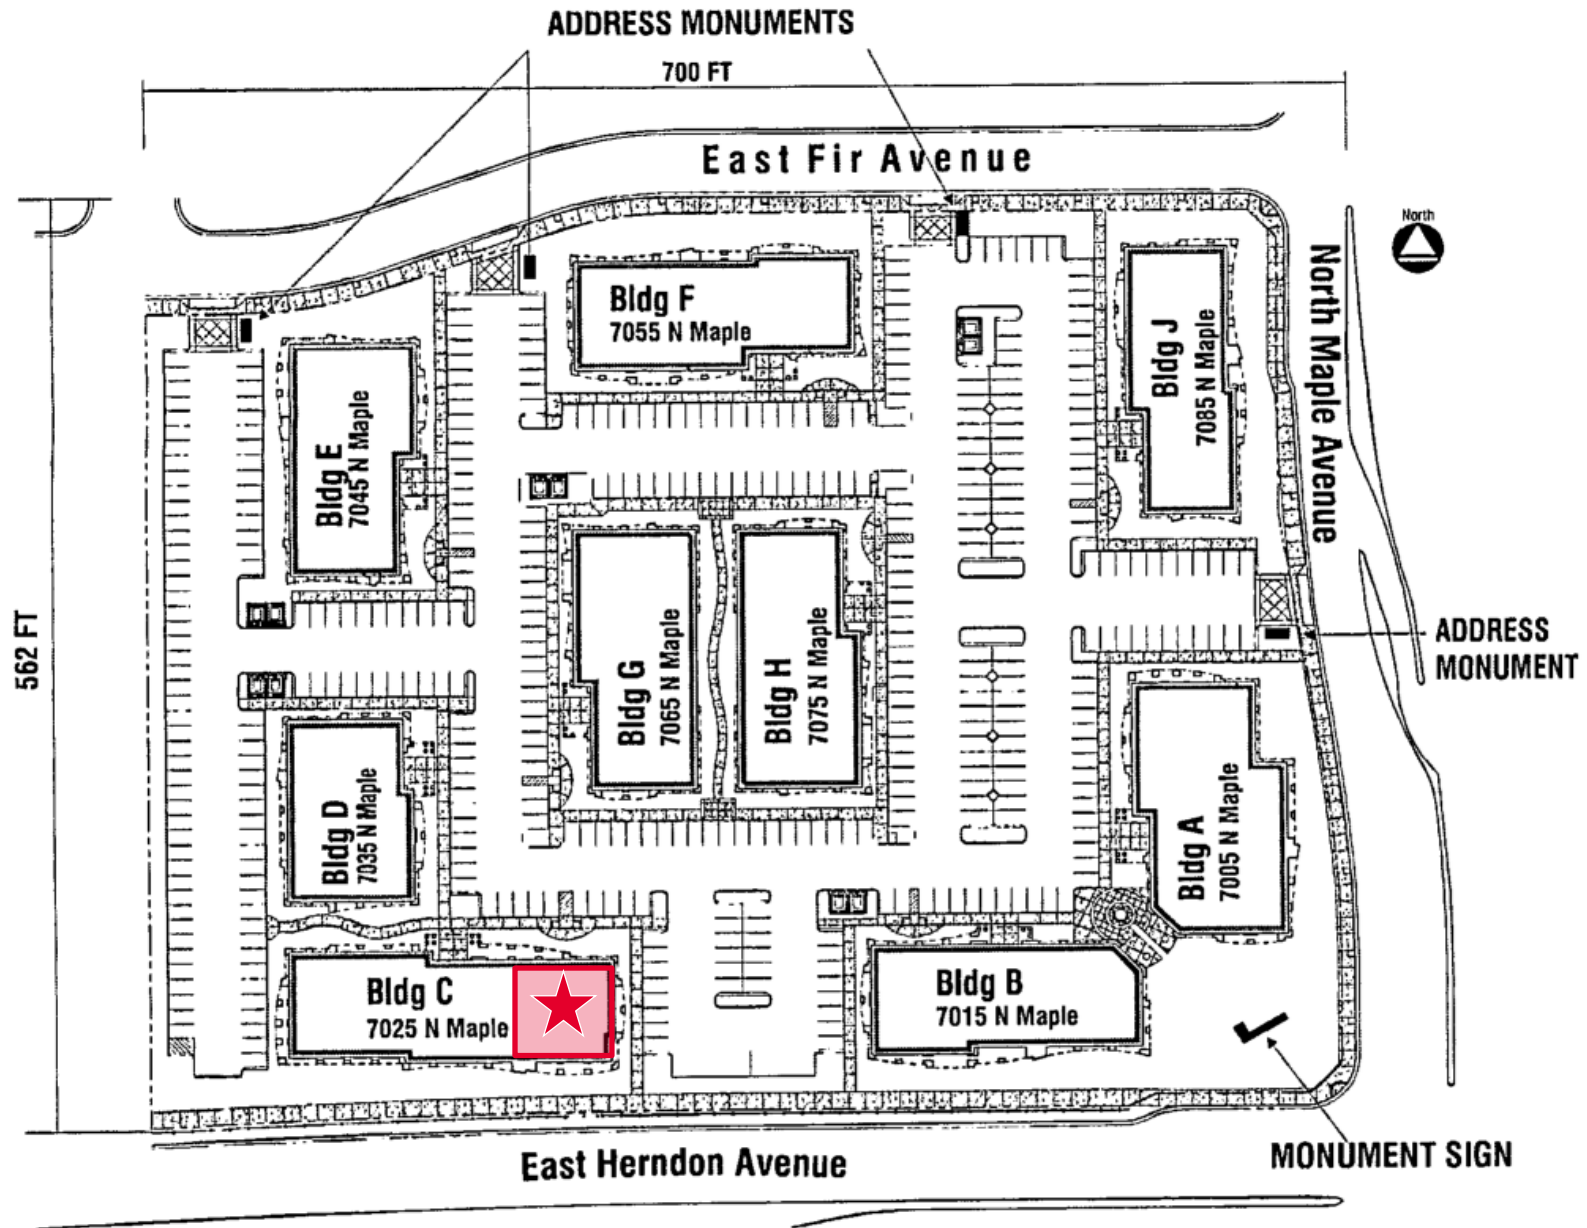 ADDRESS MONUMENTS
700 FT
East Fir Avenue
North
North Maple Avenue
Bldg F
7055 N Maple
Bldg J
7085 N Maple
Bldg E
7045 N Maple
562 FT
Bldg G
7065 N Maple
Bldg H
7075 N Maple
ADDRESS
MONUMENT
Bldg D
7035 N Maple
Bldg A
7005 N Maple
Bldg C
7025 N Maple
Bldg B
7015 N Maple
East Herndon Avenue
MONUMENT SIGN